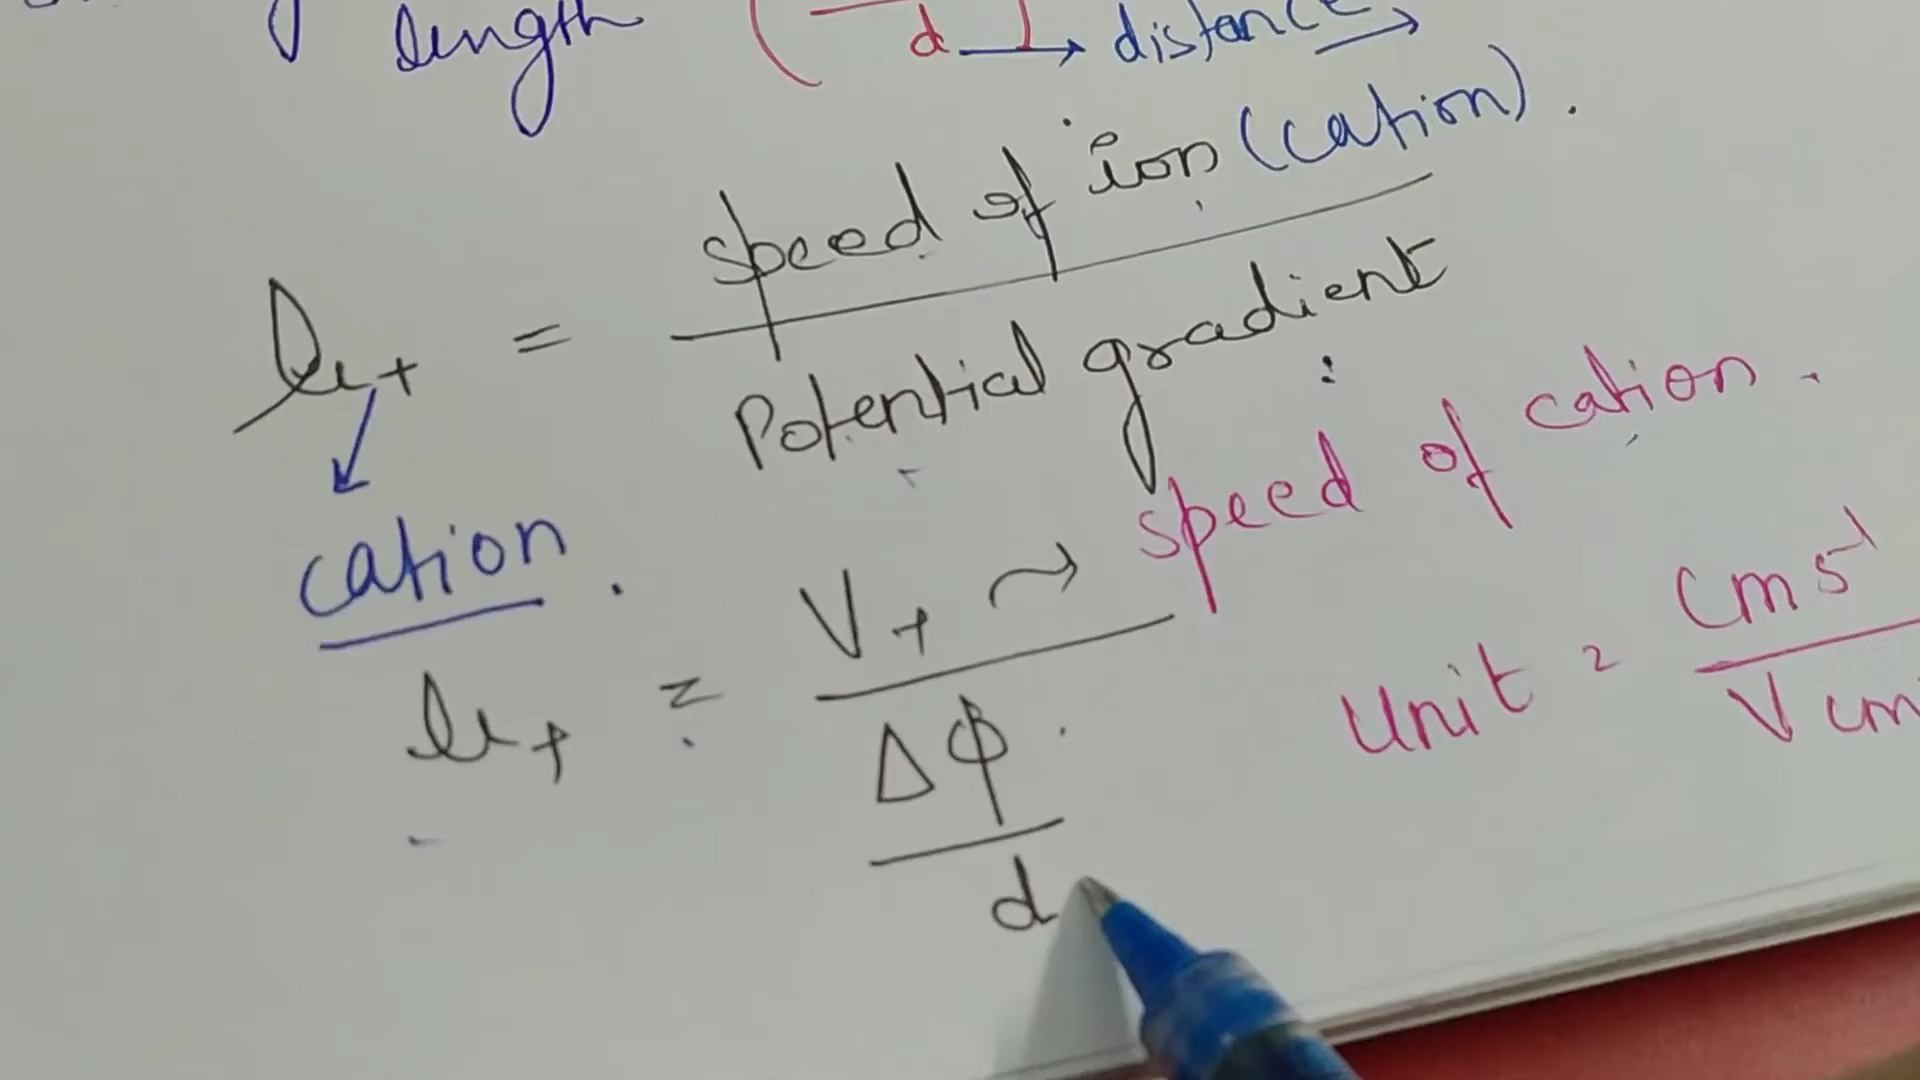 length ( d → distance →
speed of ion (cation).
u+ =
Potential gradient
speed of cation.
cation.
V+ →
cm s-1
u+ =
Unit =
Δϕ
V cm
d